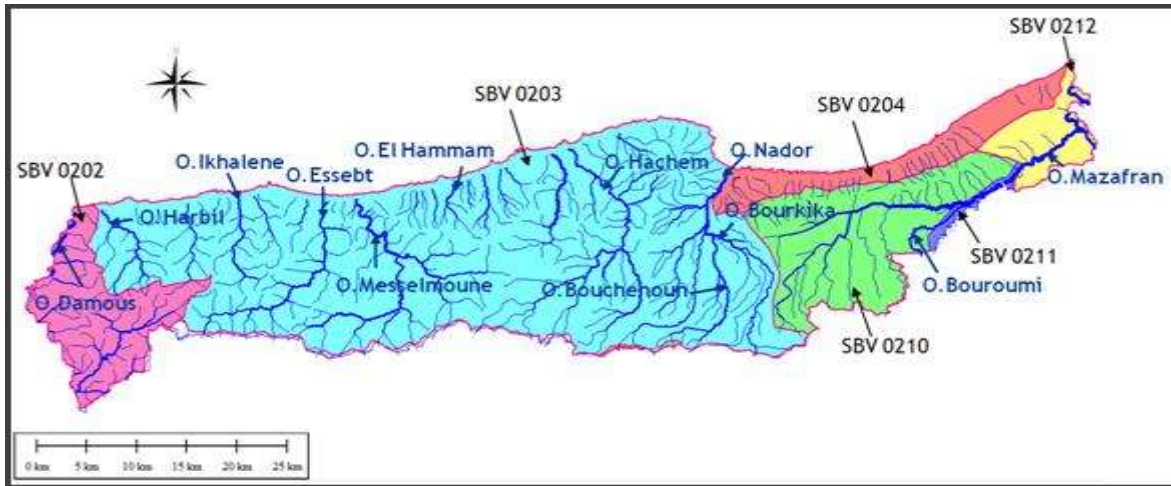 SBV 0212
SBV 0203
SBV 0204
O.Ikhalene
O.El Hammam
O.Hachem
O.Nador
SBV 0202
O.Essebt
O.Mazafran
O.Harbil
O.Bourkika
SBV 0211
O.Damous
O.Messelmoune
O.Bouchenoun
O.Bouroumi
SBV 0210
0 km 5 km 10 km 15 km 20 km 25 km